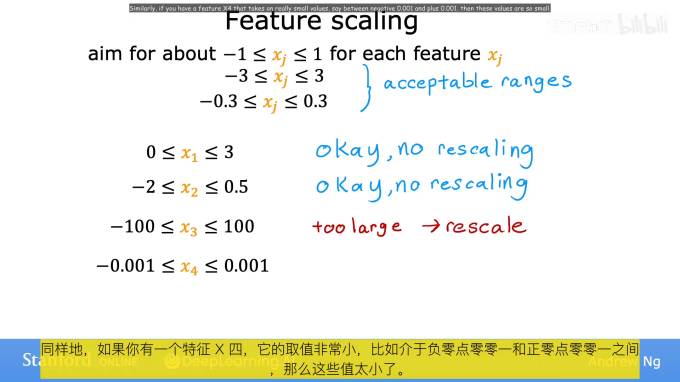 Similarly, if you have a feature X4 that takes on really small values, say between negative 0.001 and plus 0.001, then these values are so small
Feature scaling
bilibili
aim for about −1 ≤ xⱼ ≤ 1 for each feature xⱼ
−3 ≤ xⱼ ≤ 3
−0.3 ≤ xⱼ ≤ 0.3
acceptable ranges
0 ≤ x₁ ≤ 3 okay, no rescaling
−2 ≤ x₂ ≤ 0.5 okay, no rescaling
−100 ≤ x₃ ≤ 100 too large → rescale
−0.001 ≤ x₄ ≤ 0.001
同样地，如果你有一个特征 X 四，它的取值非常小，比如介于负零点零零一和正零点零零一之间
，那么这些值太小了。
Stanford ONLINE DeepLearning Andrew Ng